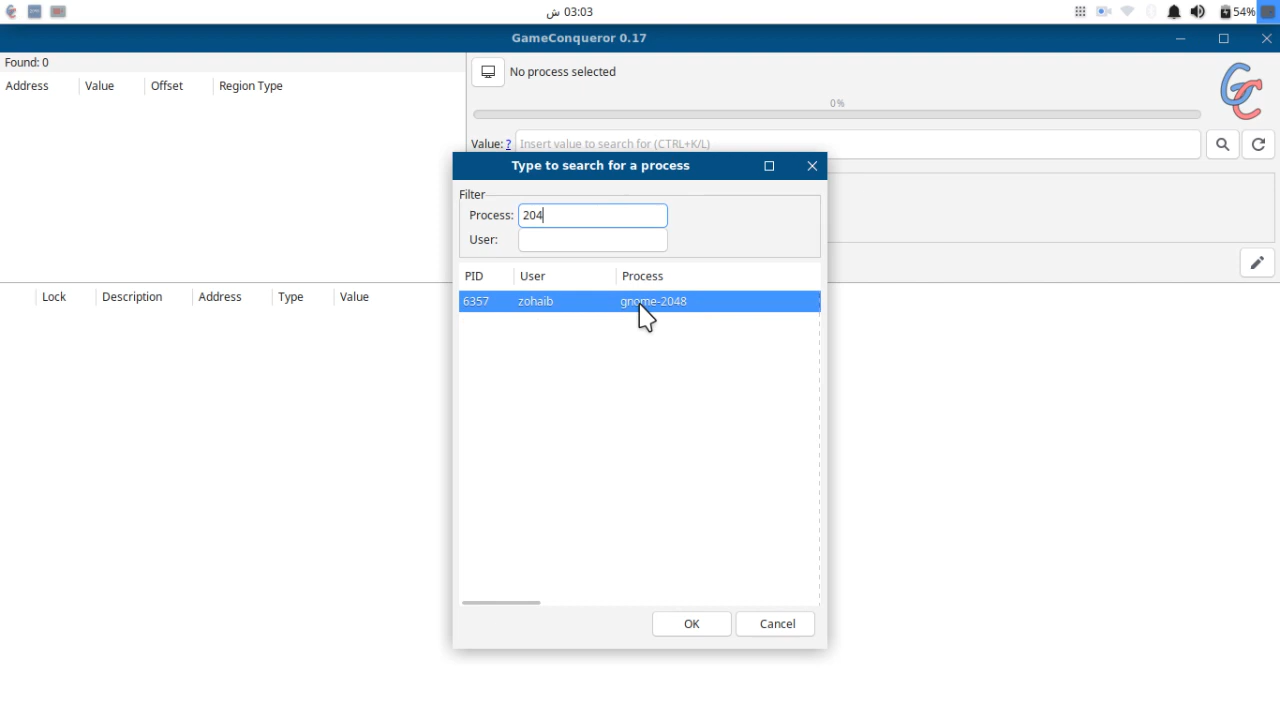 03:03 ش
54%
GameConqueror 0.17
Found: 0
Address Value Offset Region Type
No process selected
0%
Value: ? Insert value to search for (CTRL+K/L)
Type to search for a process
Filter
Process: 204
User:
PID User Process
6357 zohaib gnome-2048
Lock Description Address Type Value
OK Cancel